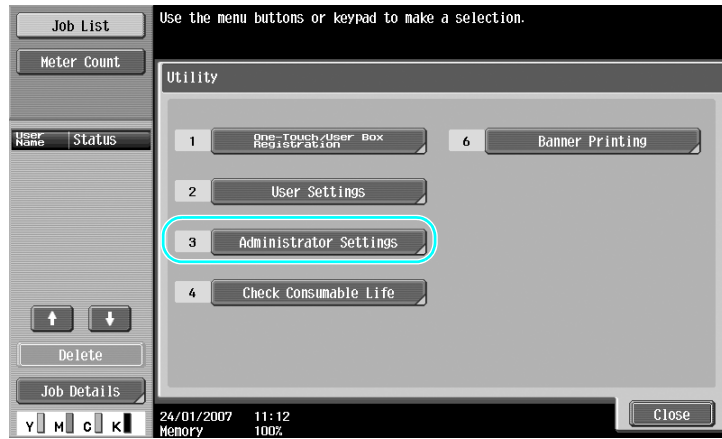 Job List
Use the menu buttons or keypad to make a selection.
Meter Count
Utility
User Name Status
1 One-Touch/User Box Registration
6 Banner Printing
2 User Settings
3 Administrator Settings
4 Check Consumable Life
Delete
Job Details
Y M C K
24/01/2007 11:12
Memory 100%
Close